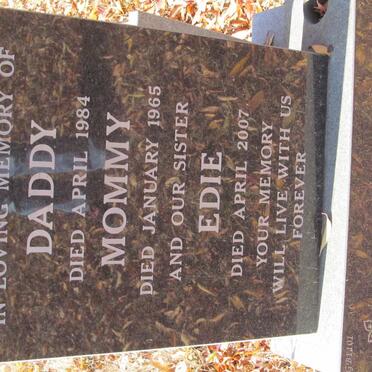 IN LOVING MEMORY OF
DADDY
DIED APRIL 1984
MOMMY
DIED JANUARY 1965
AND OUR SISTER
EDIE
DIED APRIL 2007
YOUR MEMORY
WILL LIVE WITH US
FOREVER